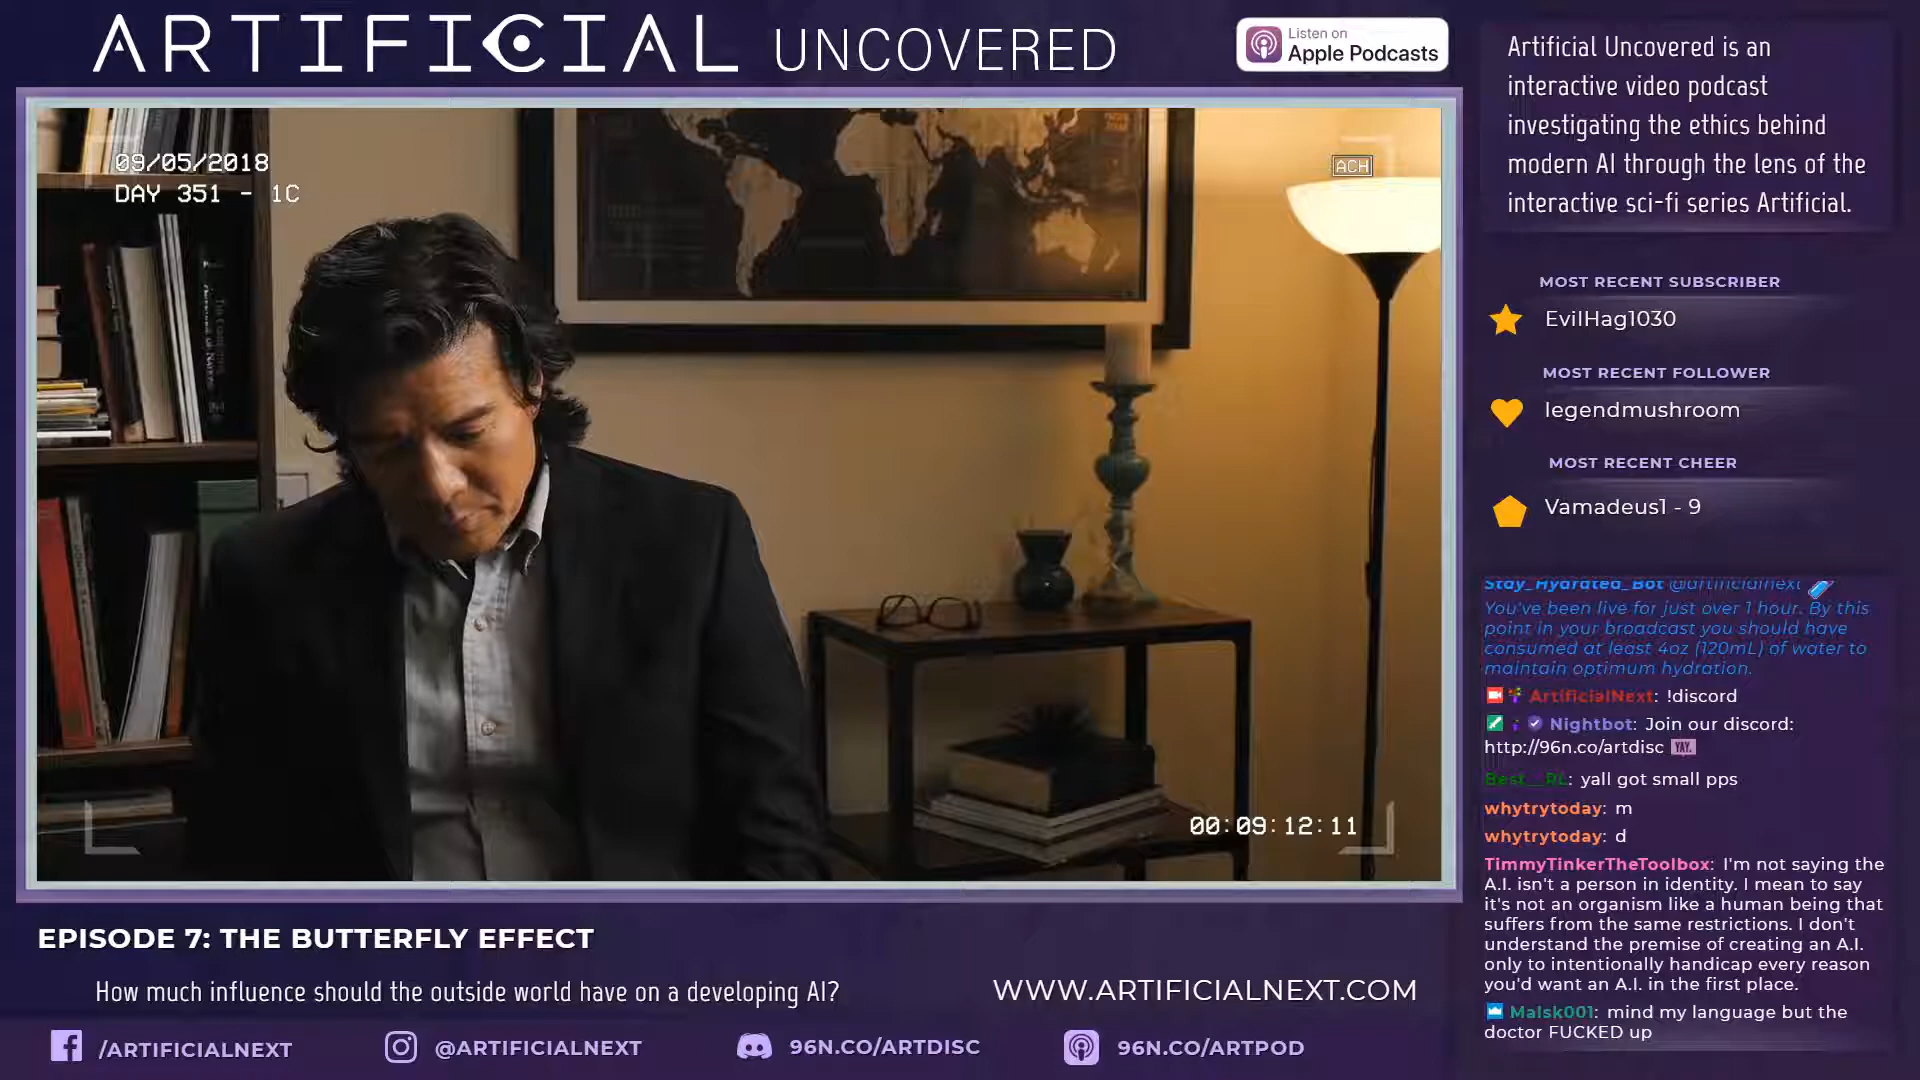 ARTIFICIAL UNCOVERED
Listen on
Apple Podcasts
09/05/2018
DAY 351 - 1C
ACH
00:09:12:11
EPISODE 7: THE BUTTERFLY EFFECT
How much influence should the outside world have on a developing AI?
WWW.ARTIFICIALNEXT.COM
/ARTIFICIALNEXT
@ARTIFICIALNEXT
96N.CO/ARTDISC
96N.CO/ARTPOD
Artificial Uncovered is an
interactive video podcast
investigating the ethics behind
modern AI through the lens of the
interactive sci-fi series Artificial.
MOST RECENT SUBSCRIBER
EvilHag1030
MOST RECENT FOLLOWER
legendmushroom
MOST RECENT CHEER
Vamadeus1 - 9
Stay_Hydrated_Bot @artificialnext
You've been live for just over 1 hour. By this
point in your broadcast you should have
consumed at least 4oz (120mL) of water to
maintain optimum hydration.
ArtificialNext: !discord
Nightbot: Join our discord:
http://96n.co/artdisc YAY.
Best__RL: yall got small pps
whytrytoday: m
whytrytoday: d
TimmyTinkerTheToolbox: I'm not saying the
A.I. isn't a person in identity. I mean to say
it's not an organism like a human being that
suffers from the same restrictions. I don't
understand the premise of creating an A.I.
only to intentionally handicap every reason
you'd want an A.I. in the first place.
Malsk001: mind my language but the
doctor FUCKED up